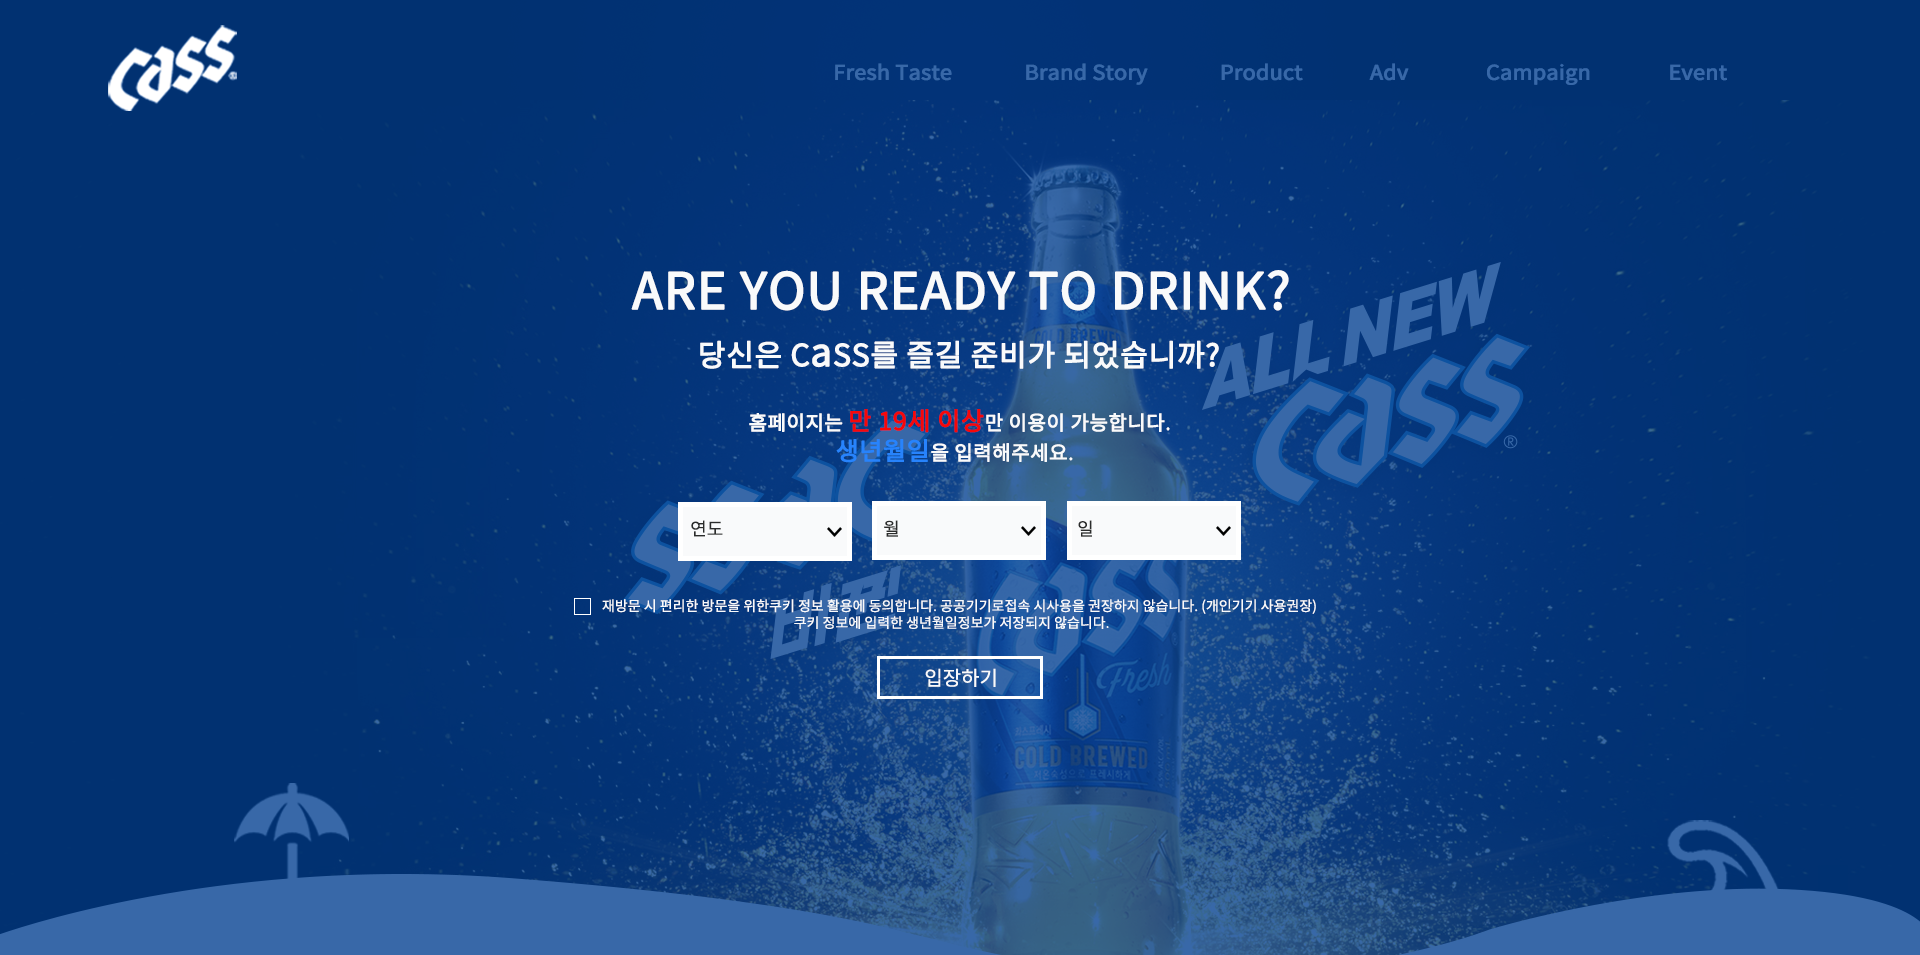 cass
Fresh Taste Brand Story Product Adv Campaign Event
ARE YOU READY TO DRINK?
당신은 CaSS를 즐길 준비가 되었습니까?
ALL NEW
cass
홈페이지는 만 19세 이상만 이용이 가능합니다.
생년월일을 입력해주세요.
연도 월 일
재방문 시 편리한 방문을 위한쿠키 정보 활용에 동의합니다. 공공기기로접속 시사용을 권장하지 않습니다. (개인기기 사용권장)
쿠키 정보에 입력한 생년월일정보가 저장되지 않습니다.
입장하기
cass
Fresh
카스프레시
COLD BREWED